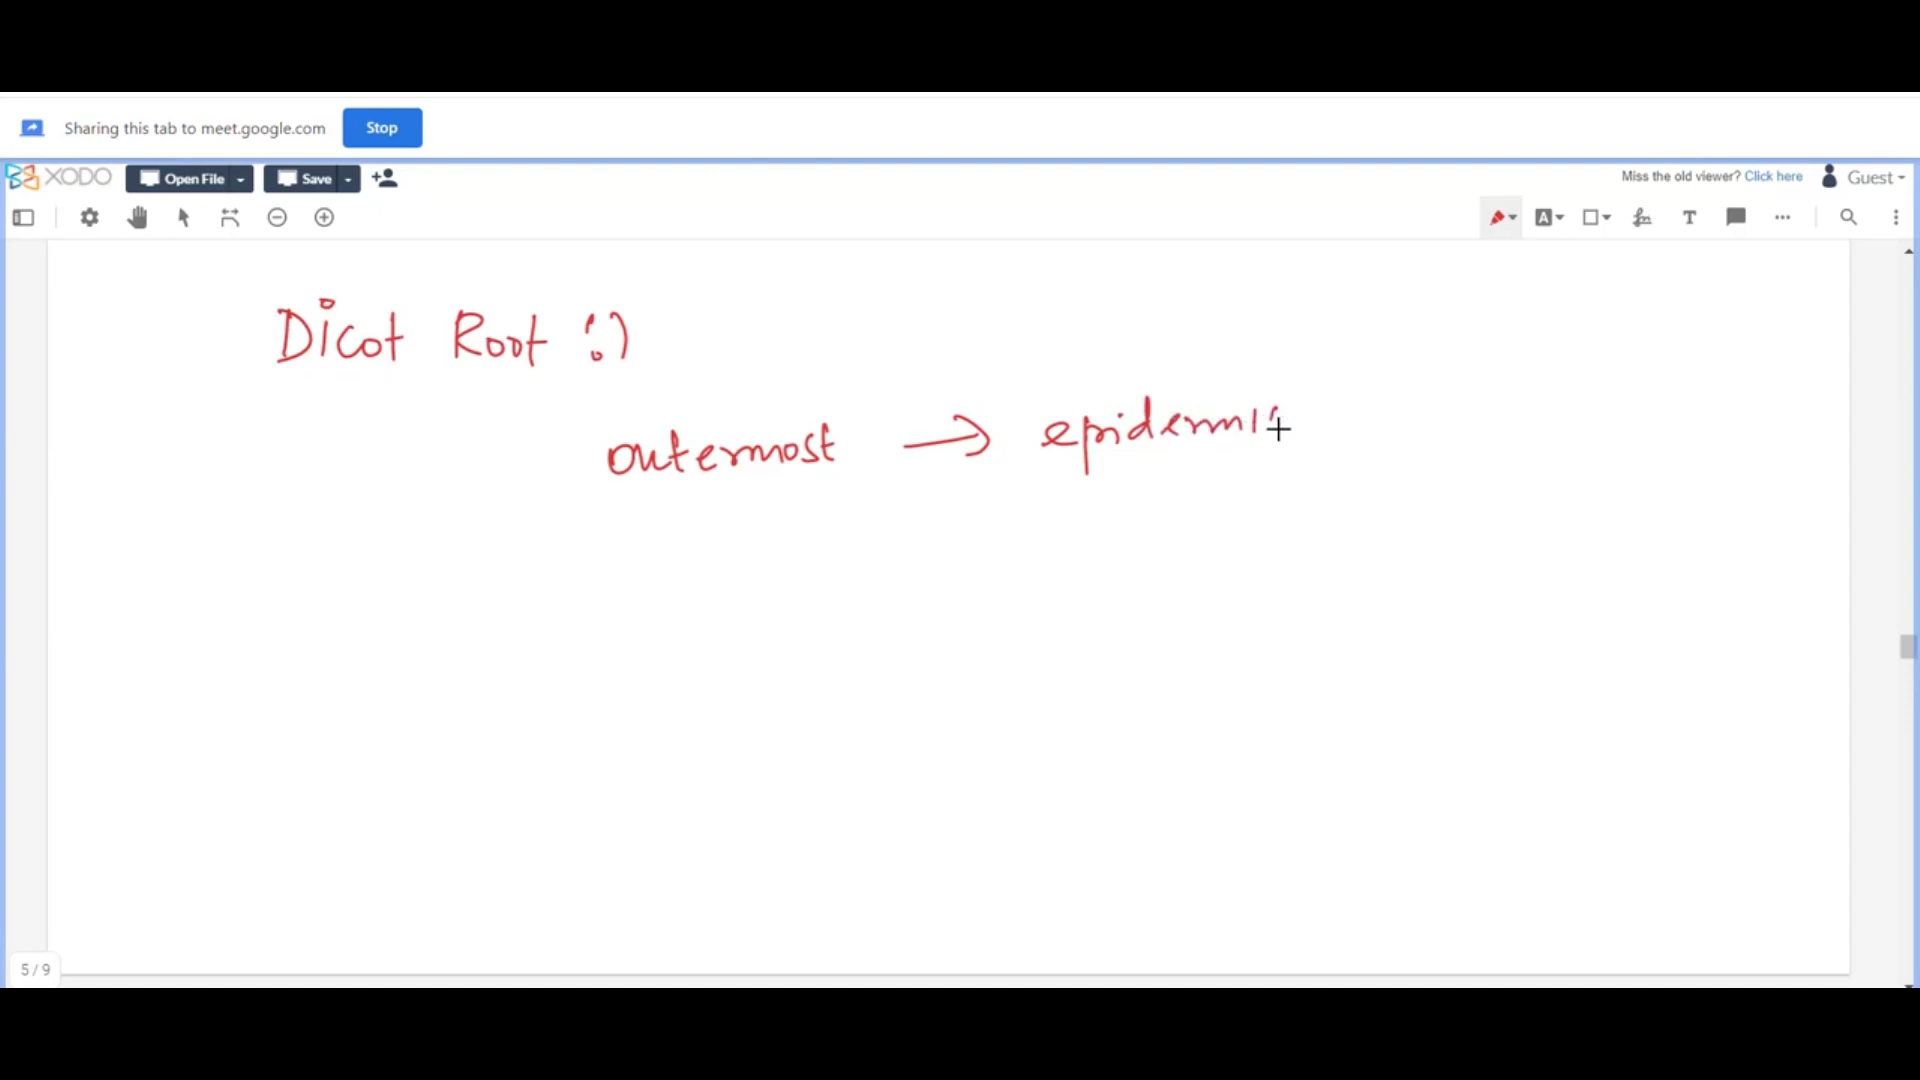 Sharing this tab to meet.google.com Stop
XODO Open File Save Miss the old viewer? Click here Guest
A T
Dicot Root :)
outermost → epidermis
5 / 9